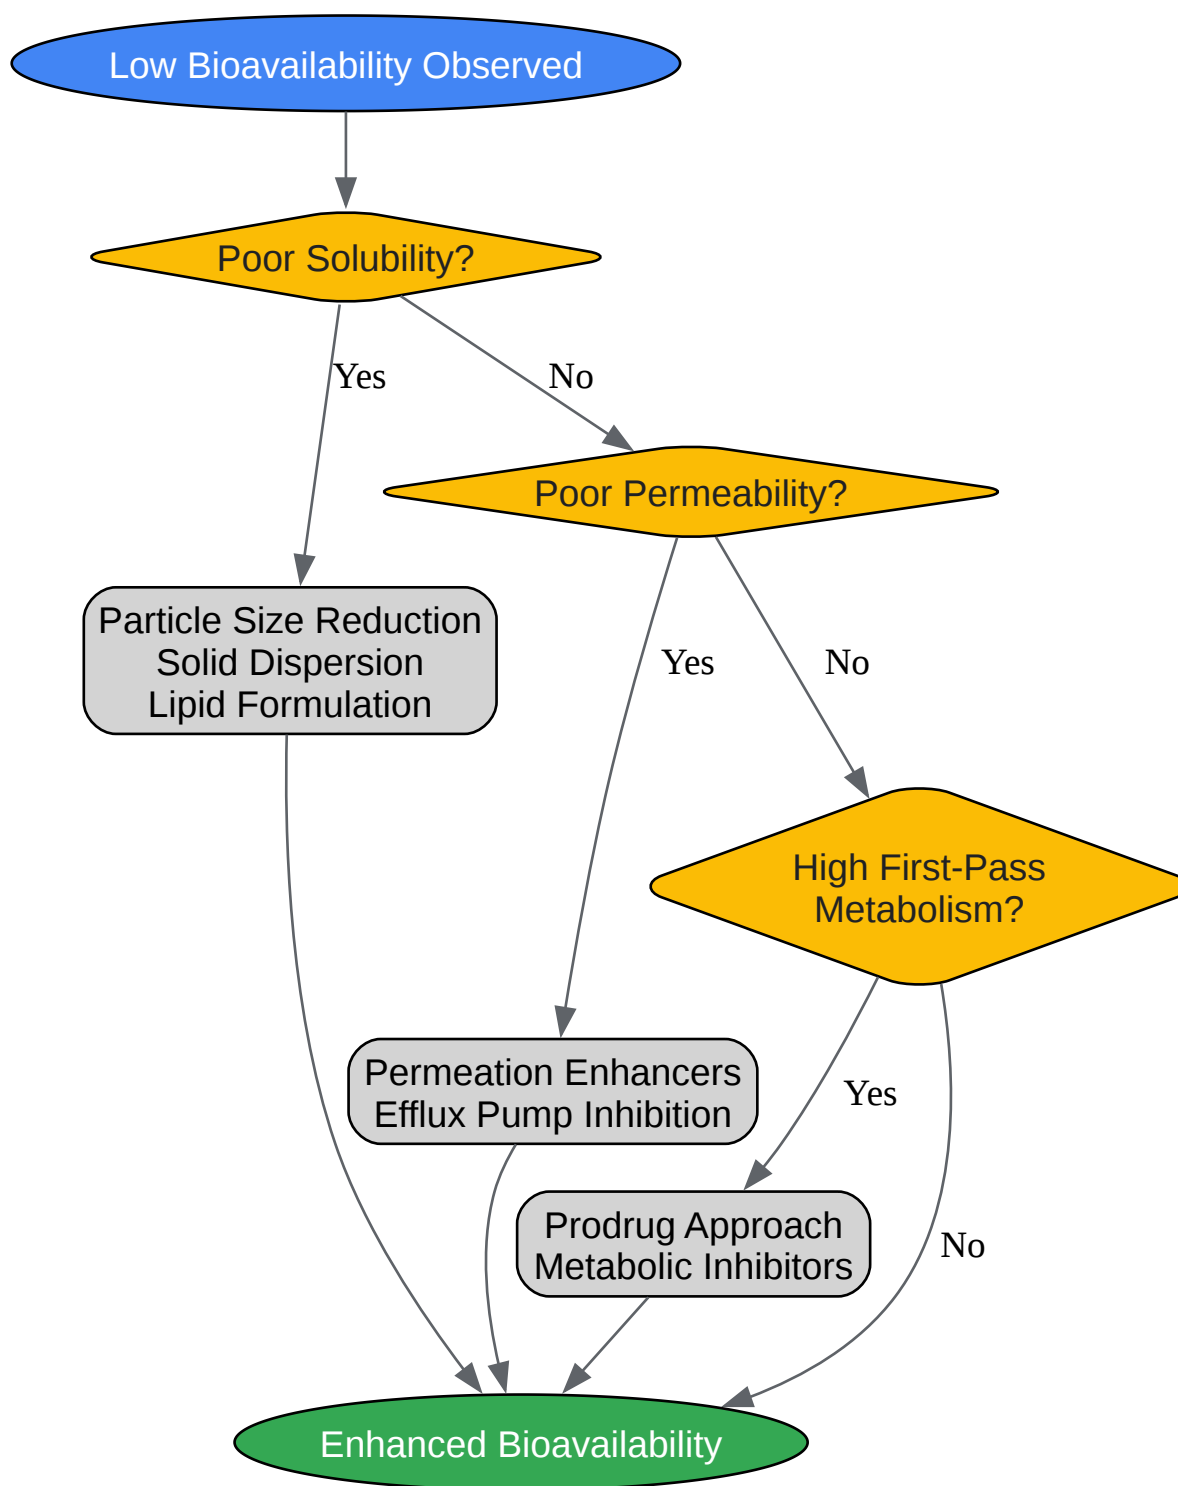 Low Bioavailability Observed
Poor Solubility?
Yes
No
Poor Permeability?
Particle Size Reduction
Solid Dispersion
Lipid Formulation
Yes
No
High First-Pass
Metabolism?
Permeation Enhancers
Efflux Pump Inhibition
Yes
Prodrug Approach
Metabolic Inhibitors
No
Enhanced Bioavailability